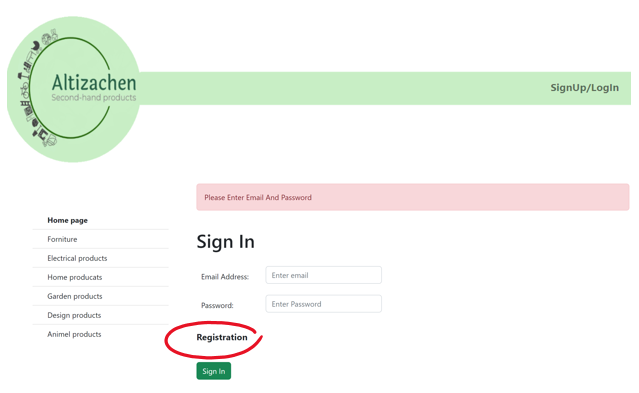 Altizachen
Second-hand products
SignUp/LogIn
Please Enter Email And Password
Home page
Forniture
Electrical products
Home producats
Garden products
Design products
Animel products
Sign In
Email Address:
Enter email
Password:
Enter Password
Registration
Sign In